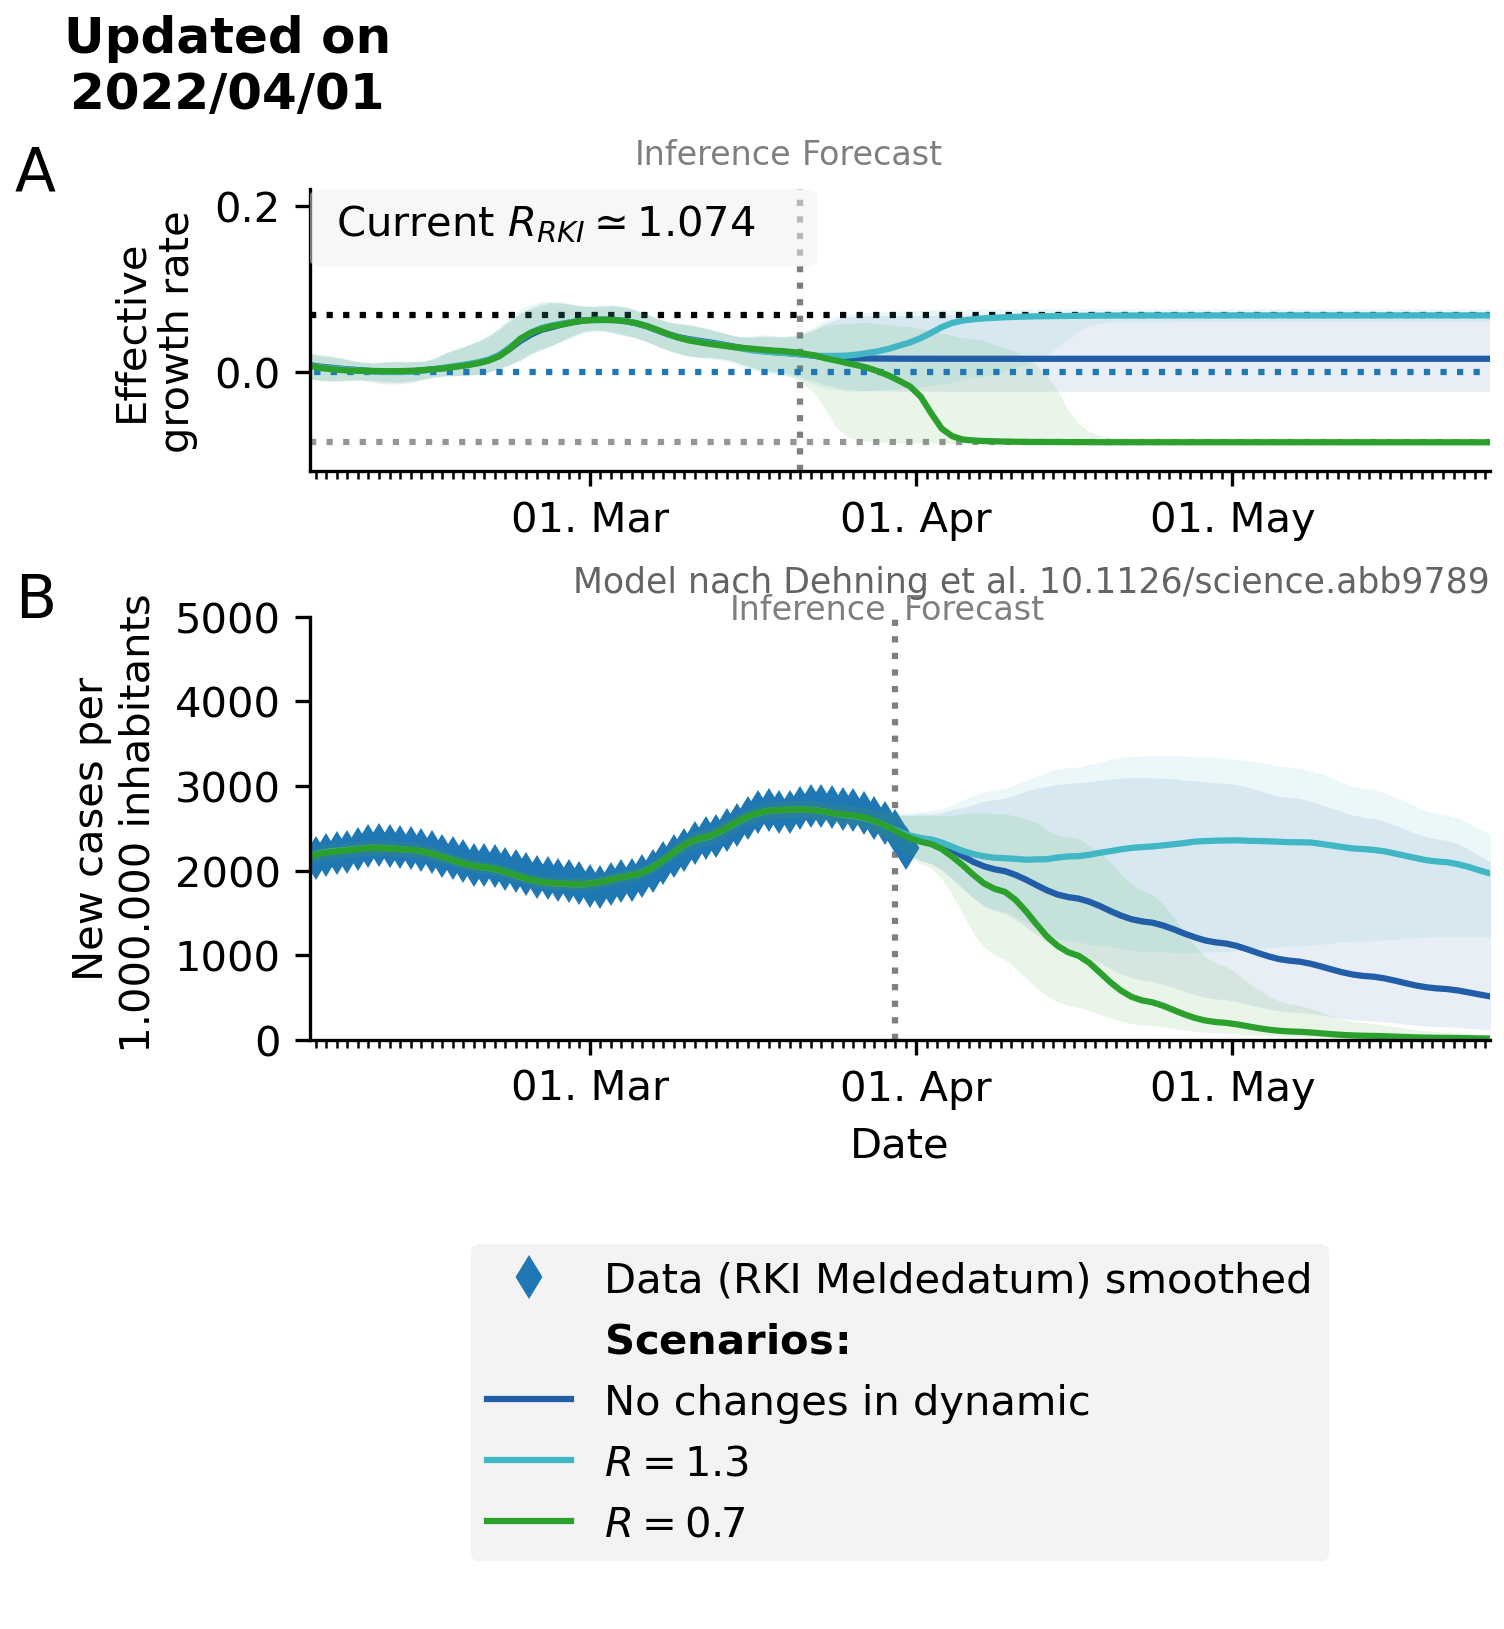 Updated on
2022/04/01
A
Inference Forecast
Current R_RKI ≃ 1.074
Effective
growth rate
0.2
0.0
01. Mar
01. Apr
01. May
B
Model nach Dehning et al. 10.1126/science.abb9789
Inference Forecast
New cases per
1.000.000 inhabitants
5000
4000
3000
2000
1000
0
01. Mar
01. Apr
01. May
Date
Data (RKI Meldedatum) smoothed
Scenarios:
No changes in dynamic
R = 1.3
R = 0.7